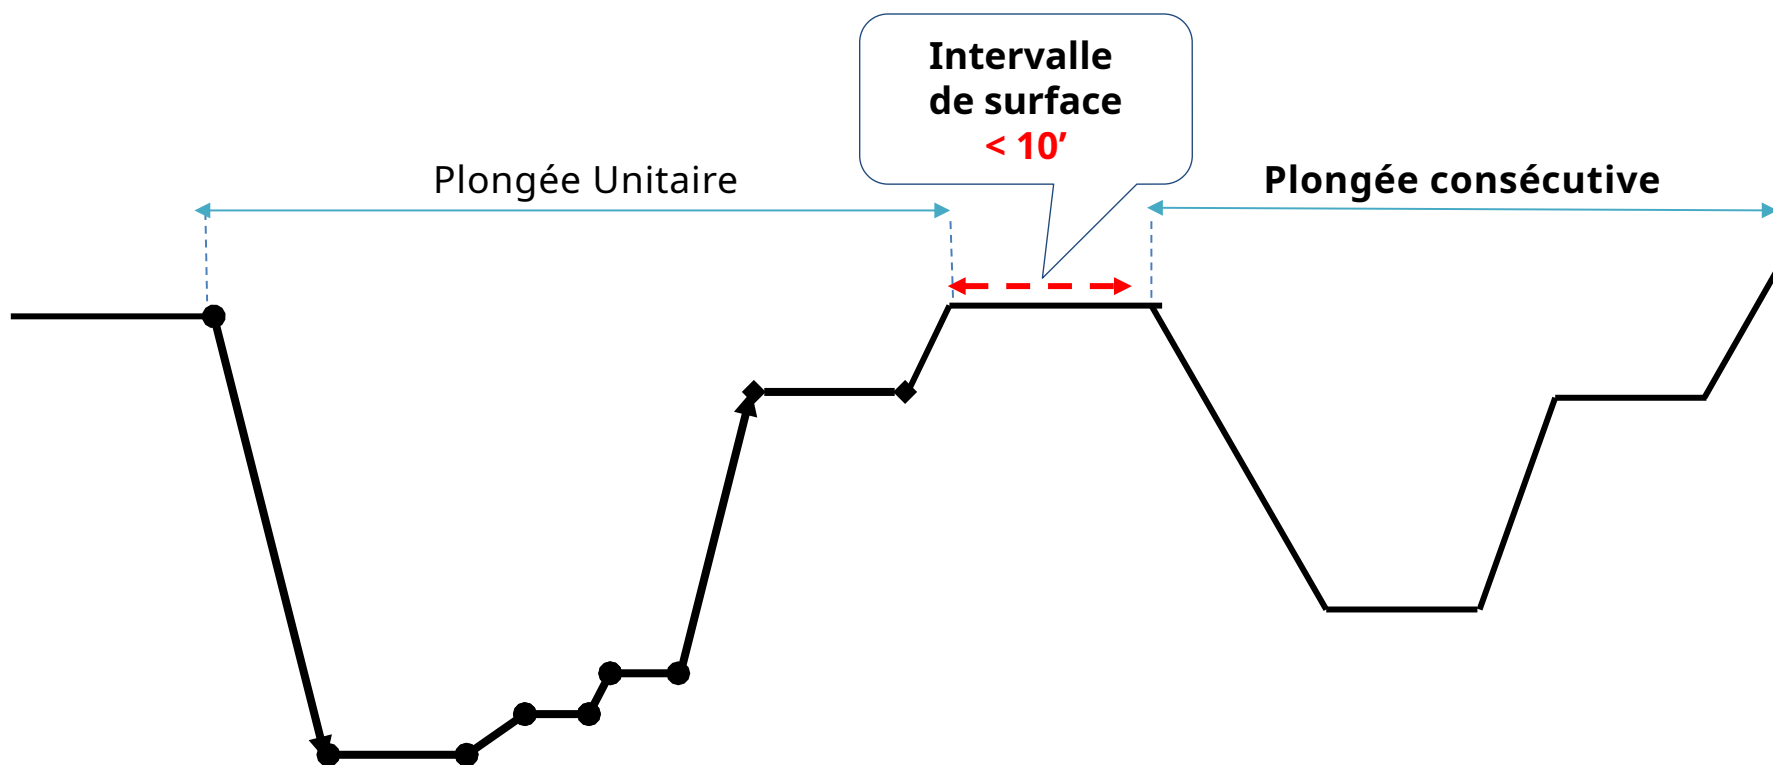 Intervalle
de surface
< 10’
Plongée Unitaire
Plongée consécutive